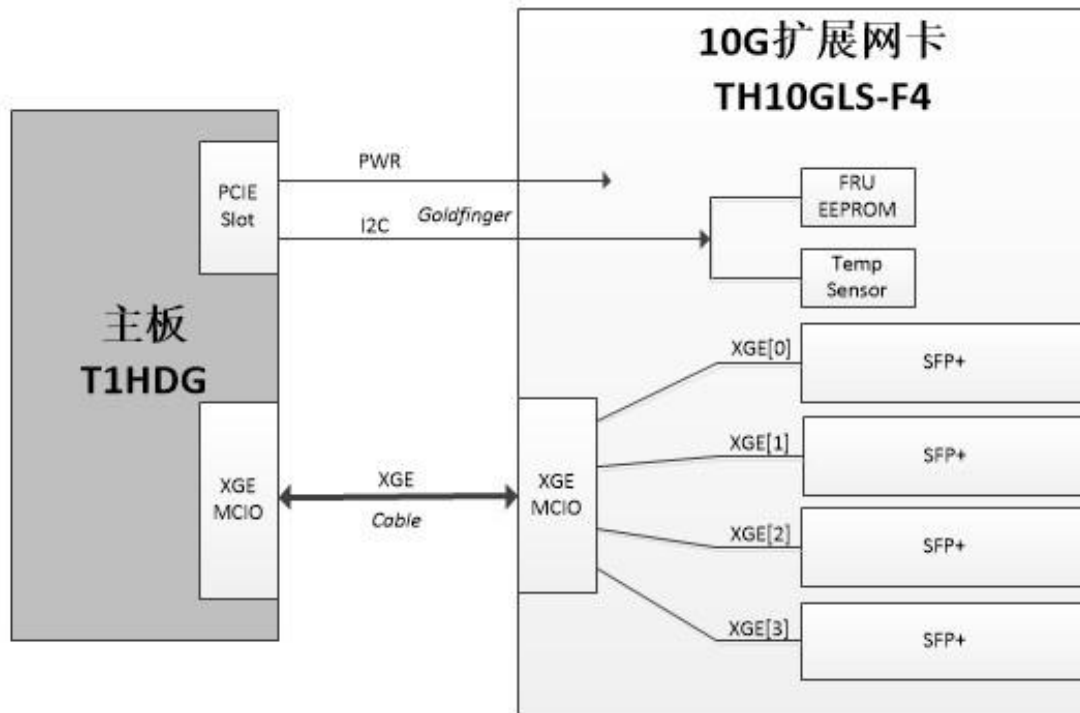 10G扩展网卡
TH10GLS-F4
主板
T1HDG
PCIE
Slot
PWR
Goldfinger
I2C
FRU
EEPROM
Temp
Sensor
XGE
MCIO
XGE
Cable
XGE
MCIO
XGE[0]
SFP+
XGE[1]
SFP+
XGE[2]
SFP+
XGE[3]
SFP+